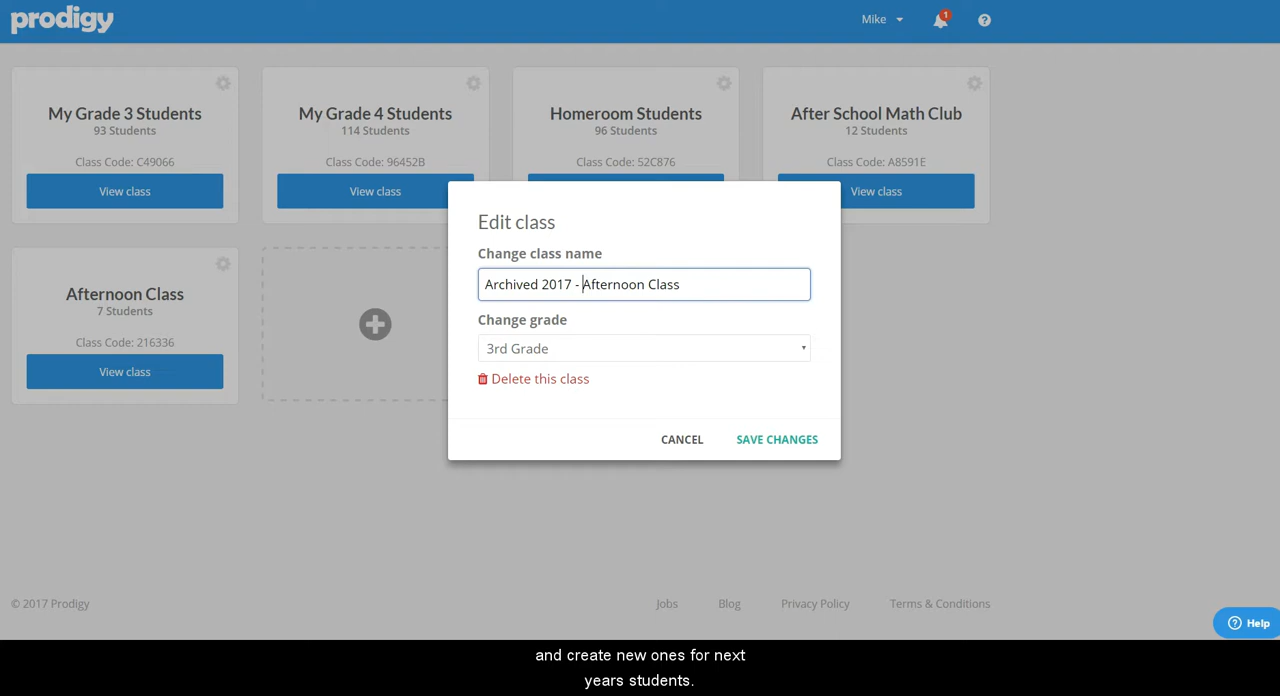 prodigy
Mike
1
?
My Grade 3 Students
93 Students
Class Code: C49066
View class
My Grade 4 Students
114 Students
Class Code: 96452B
View class
Homeroom Students
96 Students
Class Code: 52C876
After School Math Club
12 Students
Class Code: A8591E
View class
Afternoon Class
7 Students
Class Code: 216336
View class
Edit class
Change class name
Archived 2017 - Afternoon Class
Change grade
3rd Grade
Delete this class
CANCEL
SAVE CHANGES
© 2017 Prodigy
Jobs
Blog
Privacy Policy
Terms & Conditions
? Help
and create new ones for next
years students.